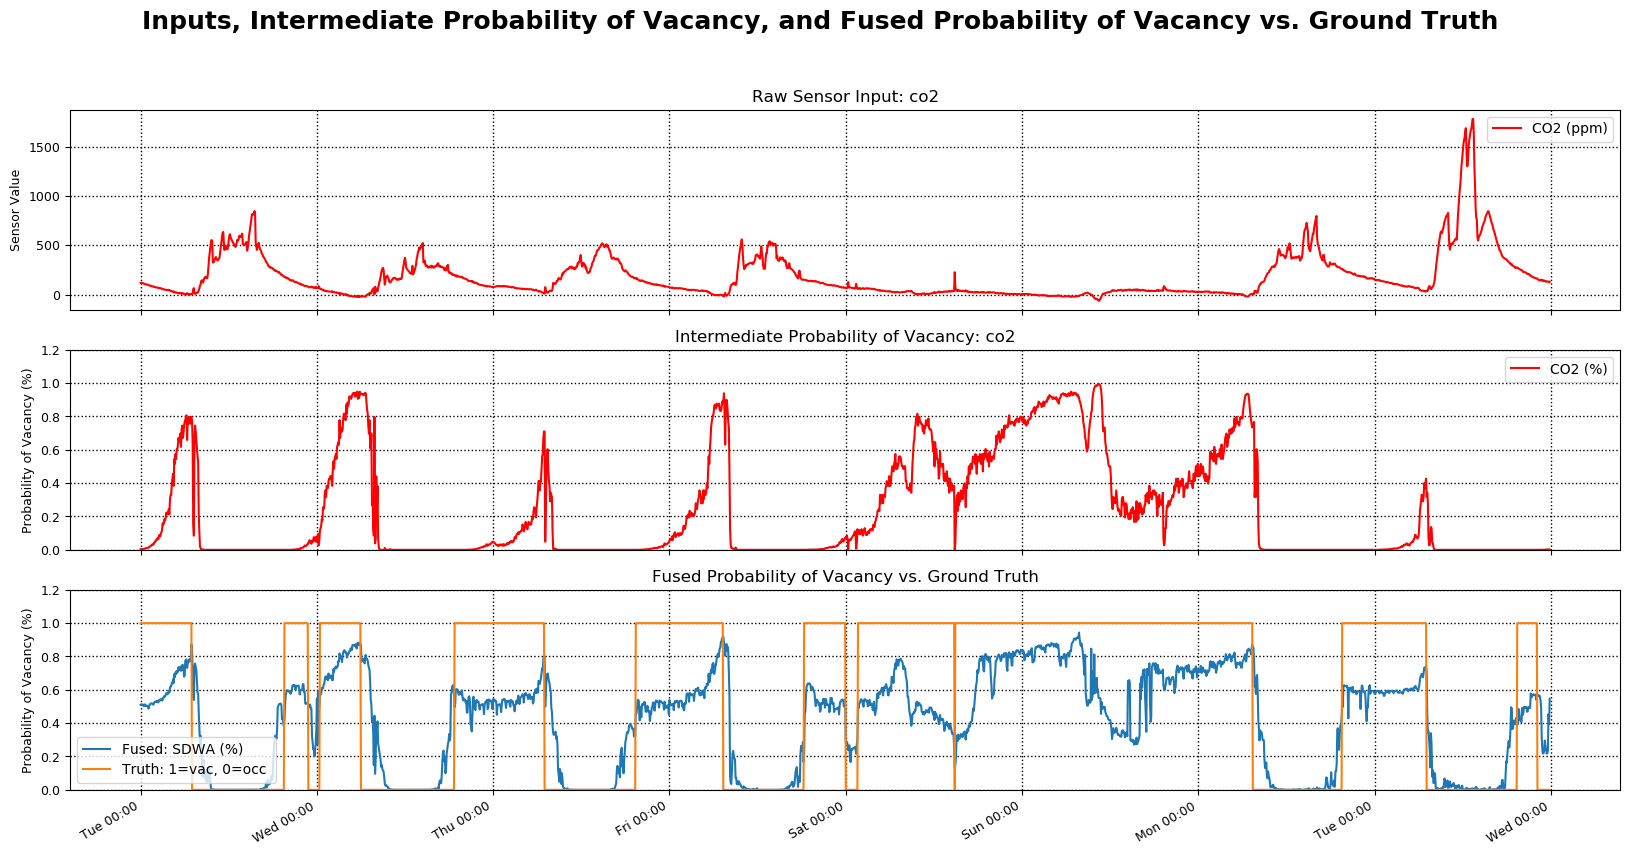 Inputs, Intermediate Probability of Vacancy, and Fused Probability of Vacancy vs. Ground Truth
Raw Sensor Input: co2
Sensor Value
1500
1000
500
0
CO2 (ppm)
Intermediate Probability of Vacancy: co2
Probability of Vacancy (%)
1.2
1.0
0.8
0.6
0.4
0.2
0.0
CO2 (%)
Fused Probability of Vacancy vs. Ground Truth
Probability of Vacancy (%)
1.2
1.0
0.8
0.6
0.4
0.2
0.0
Fused: SDWA (%)
Truth: 1=vac, 0=occ
Tue 00:00
Wed 00:00
Thu 00:00
Fri 00:00
Sat 00:00
Sun 00:00
Mon 00:00
Tue 00:00
Wed 00:00